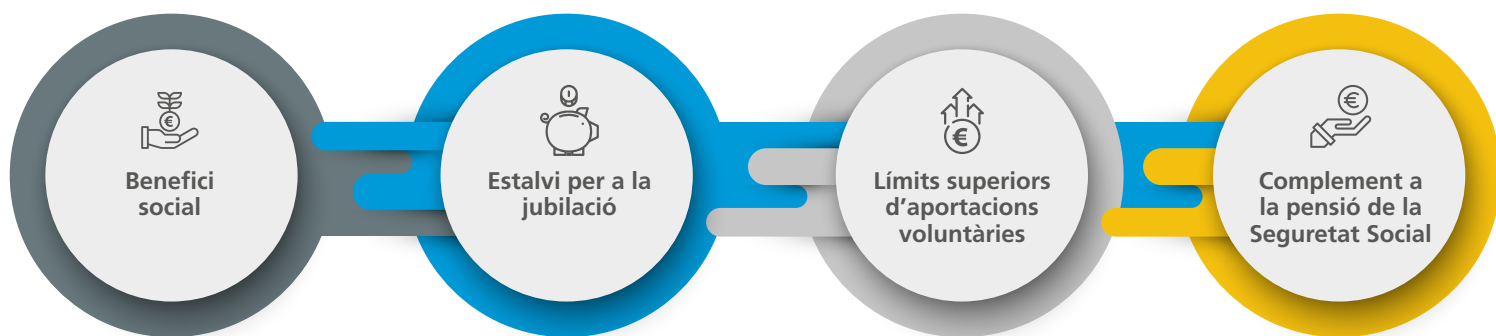 Benefici
social
Estalvi per a la
jubilació
Límits superiors
d’aportacions
voluntàries
Complement a
la pensió de la
Seguretat Social